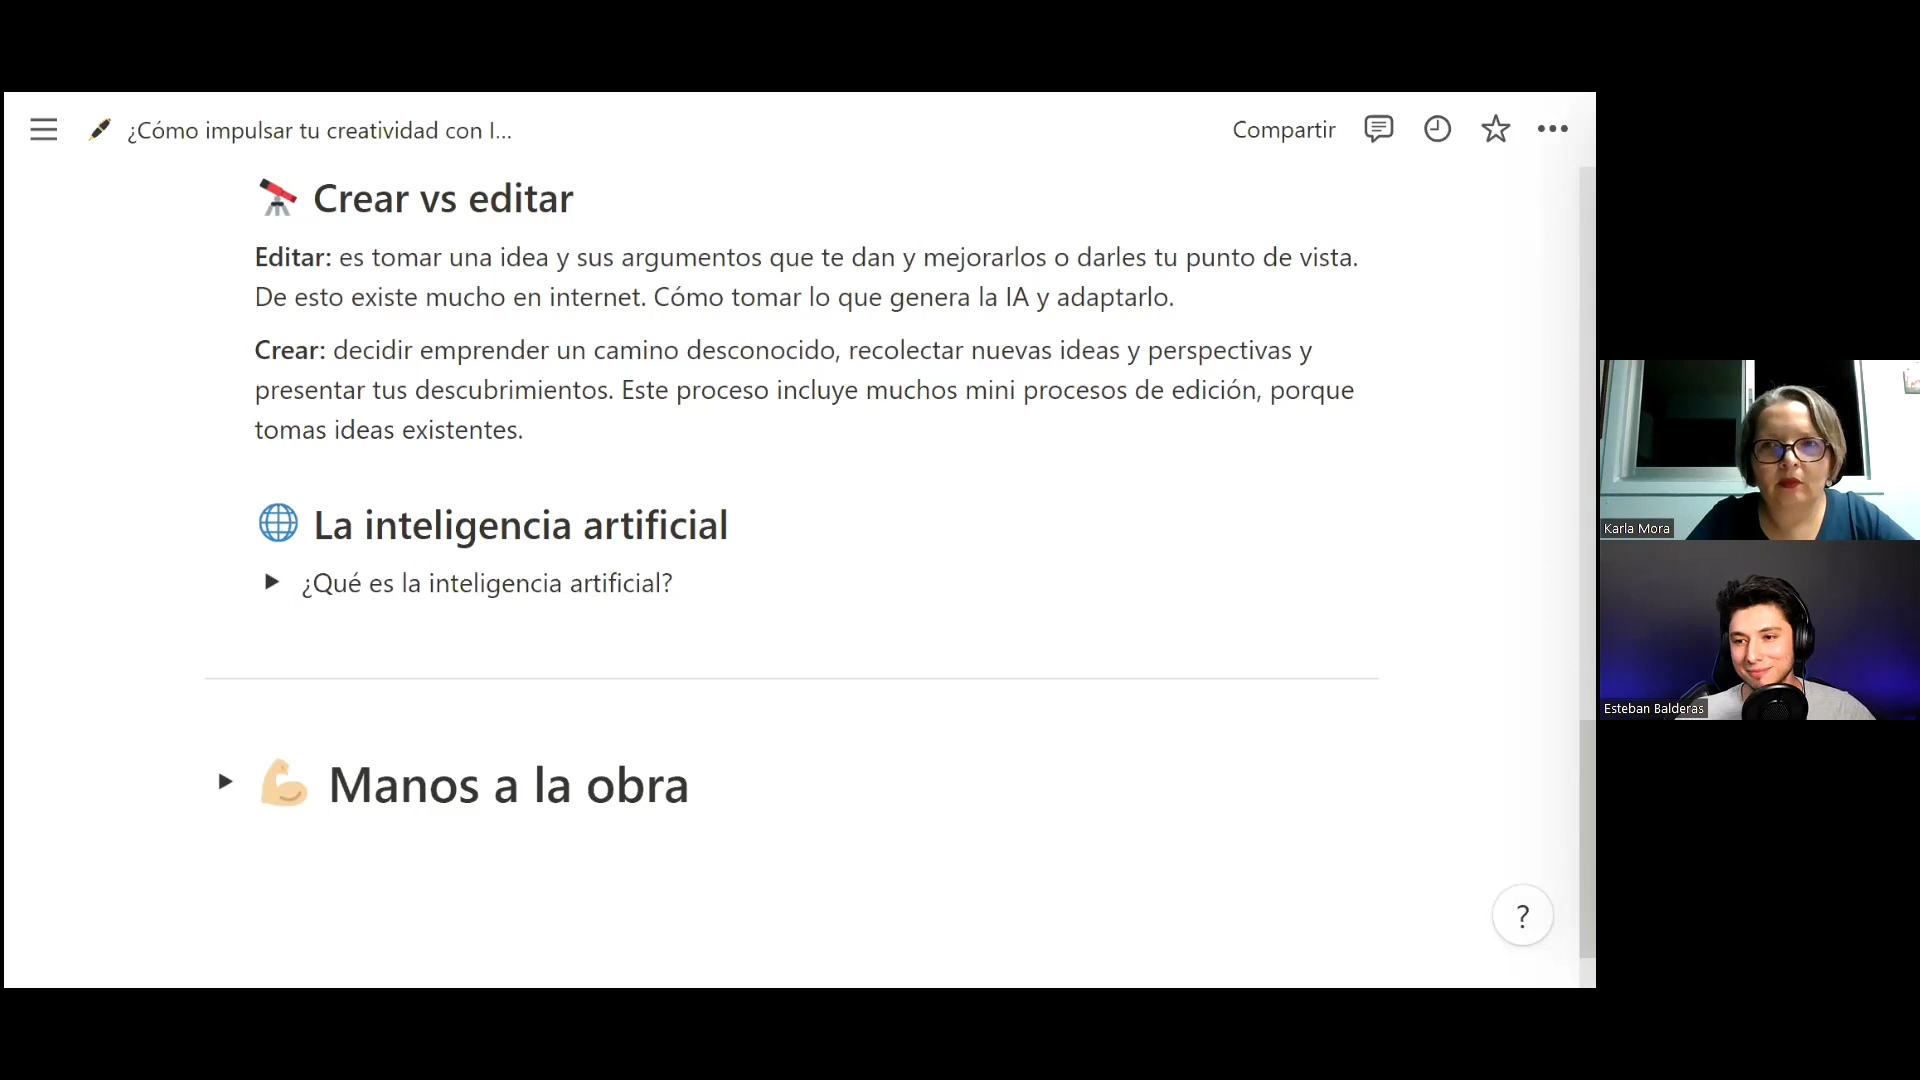 ¿Cómo impulsar tu creatividad con I...
Compartir
Crear vs editar
Editar: es tomar una idea y sus argumentos que te dan y mejorarlos o darles tu punto de vista.
De esto existe mucho en internet. Cómo tomar lo que genera la IA y adaptarlo.
Crear: decidir emprender un camino desconocido, recolectar nuevas ideas y perspectivas y
presentar tus descubrimientos. Este proceso incluye muchos mini procesos de edición, porque
tomas ideas existentes.
La inteligencia artificial
¿Qué es la inteligencia artificial?
Manos a la obra
?
Karla Mora
Esteban Balderas